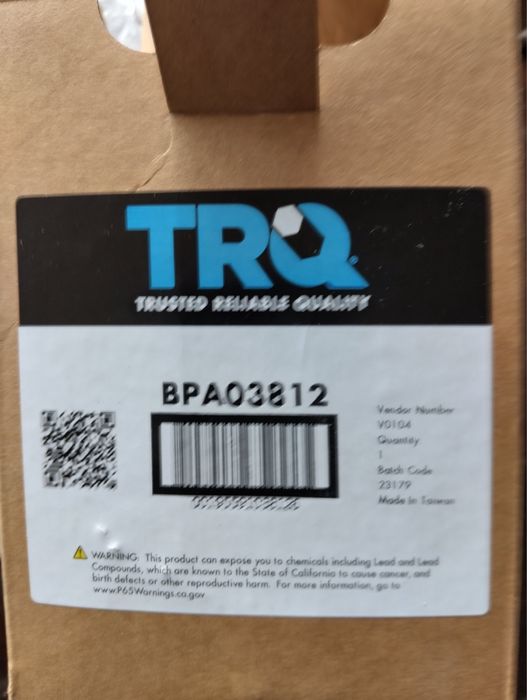 TRQ
TRUSTED RELIABLE QUALITY
BPA03812
Vendor Number
V0104
Quantity
1
Batch Code
23179
Made In Taiwan
WARNING: This product can expose you to chemicals including Lead and Lead
Compounds, which are known to the State of California to cause cancer, and
birth defects or other reproductive harm. For more information, go to
www.P65Warnings.ca.gov